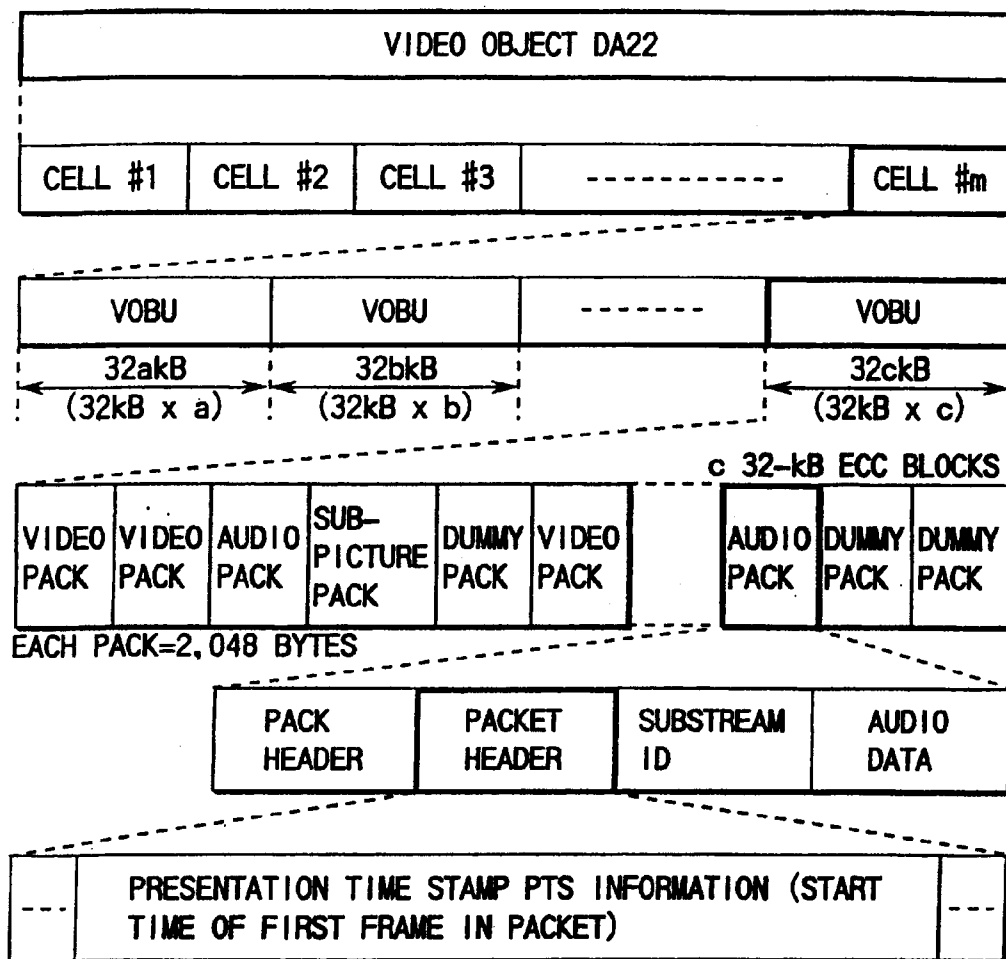 VIDEO OBJECT DA22
CELL #1 CELL #2 CELL #3 ----------- CELL #m
VOBU VOBU ------- VOBU
32akB 32bkB 32ckB
(32kB x a) (32kB x b) (32kB x c)
c 32-kB ECC BLOCKS
VIDEO PACK
VIDEO PACK
AUDIO PACK
SUB-
PICTURE
PACK
DUMMY PACK
VIDEO PACK
AUDIO PACK
DUMMY PACK
DUMMY PACK
EACH PACK=2,048 BYTES
PACK
HEADER
PACKET
HEADER
SUBSTREAM
ID
AUDIO
DATA
--- PRESENTATION TIME STAMP PTS INFORMATION (START ---
TIME OF FIRST FRAME IN PACKET)